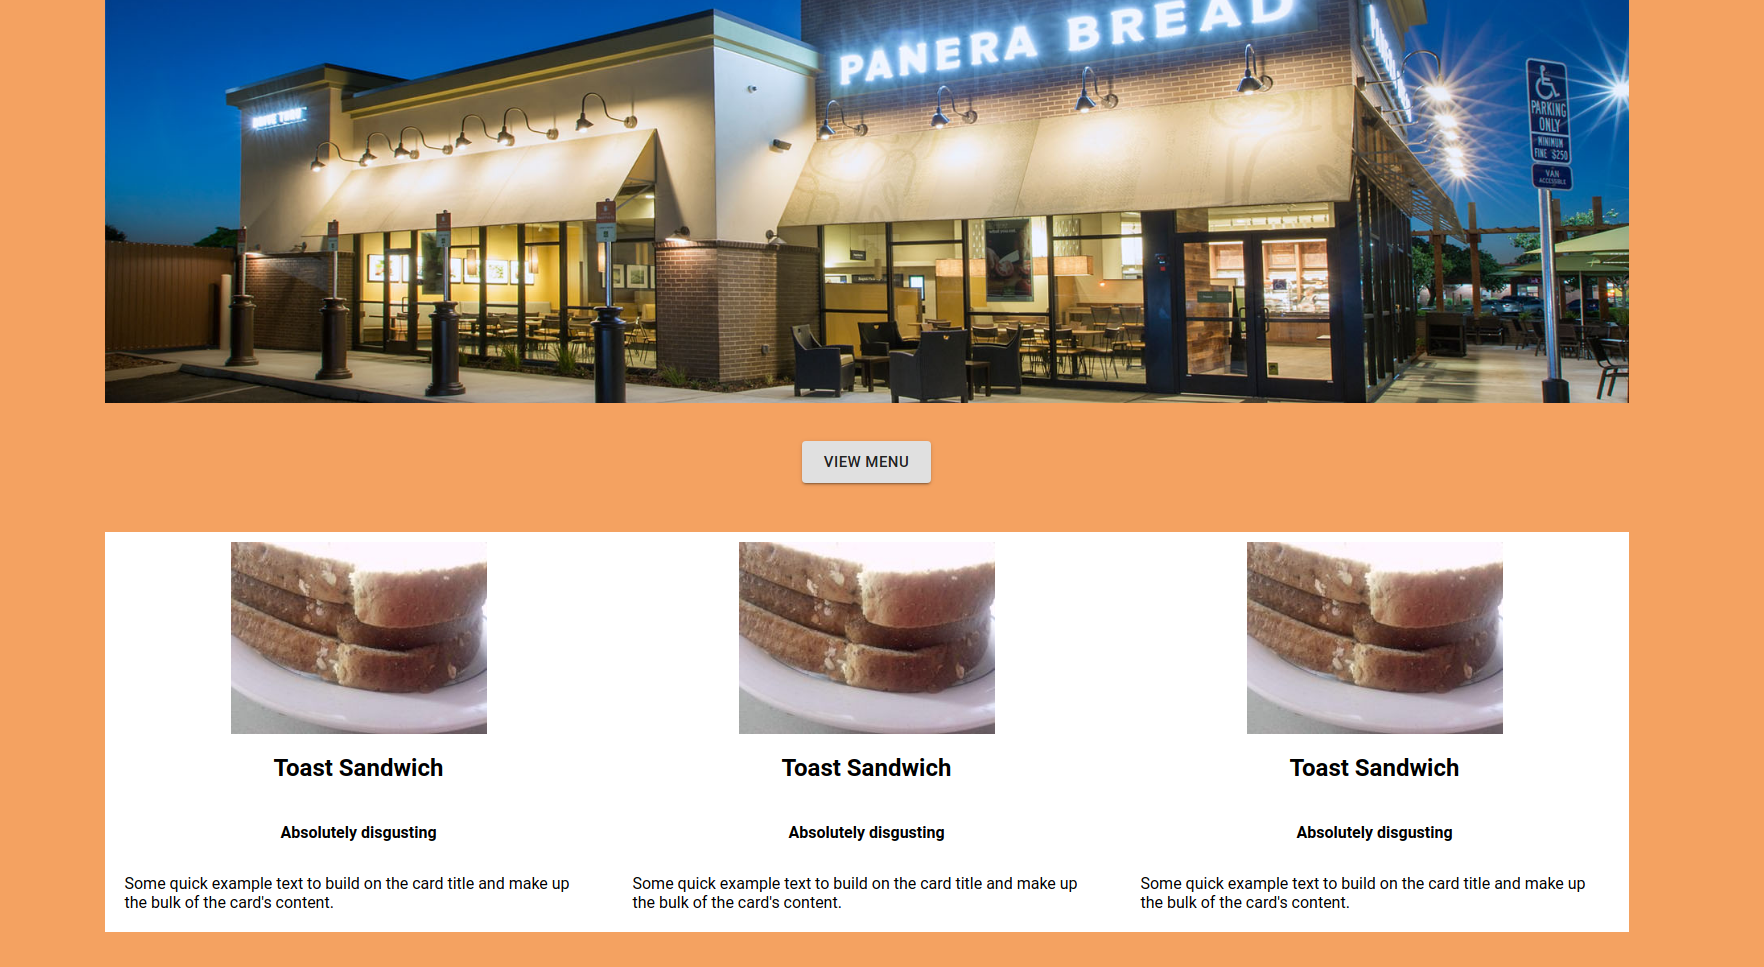 PANERA BREAD
DRIVE THRU
PARKING
ONLY
MINIMUM
FINE $250
VAN
ACCESSIBLE
VIEW MENU
Toast Sandwich
Toast Sandwich
Toast Sandwich
Absolutely disgusting
Absolutely disgusting
Absolutely disgusting
Some quick example text to build on the card title and make up
the bulk of the card's content.
Some quick example text to build on the card title and make up
the bulk of the card's content.
Some quick example text to build on the card title and make up
the bulk of the card's content.